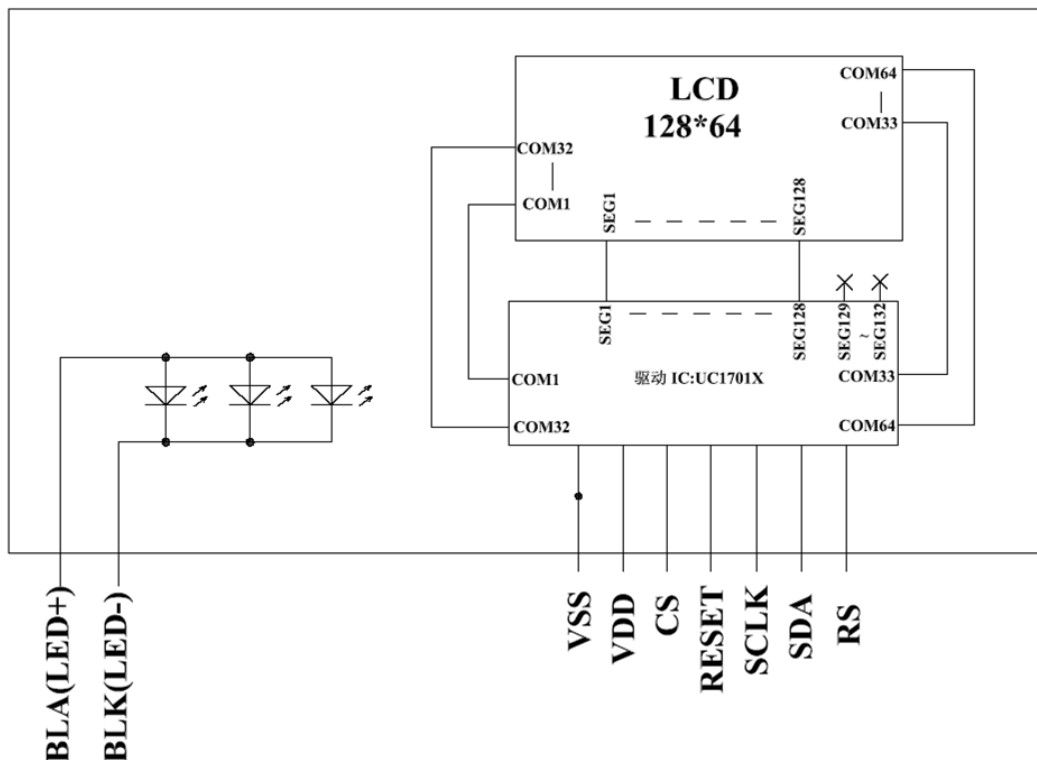 LCD
128*64
COM64
COM33
COM32
COM1
SEG1
SEG128
SEG1
SEG128
SEG129
~
SEG132
驱动 IC:UC1701X
COM1
COM32
COM33
COM64
VSS
VDD
CS
RESET
SCLK
SDA
RS
BLA(LED+)
BLK(LED-)